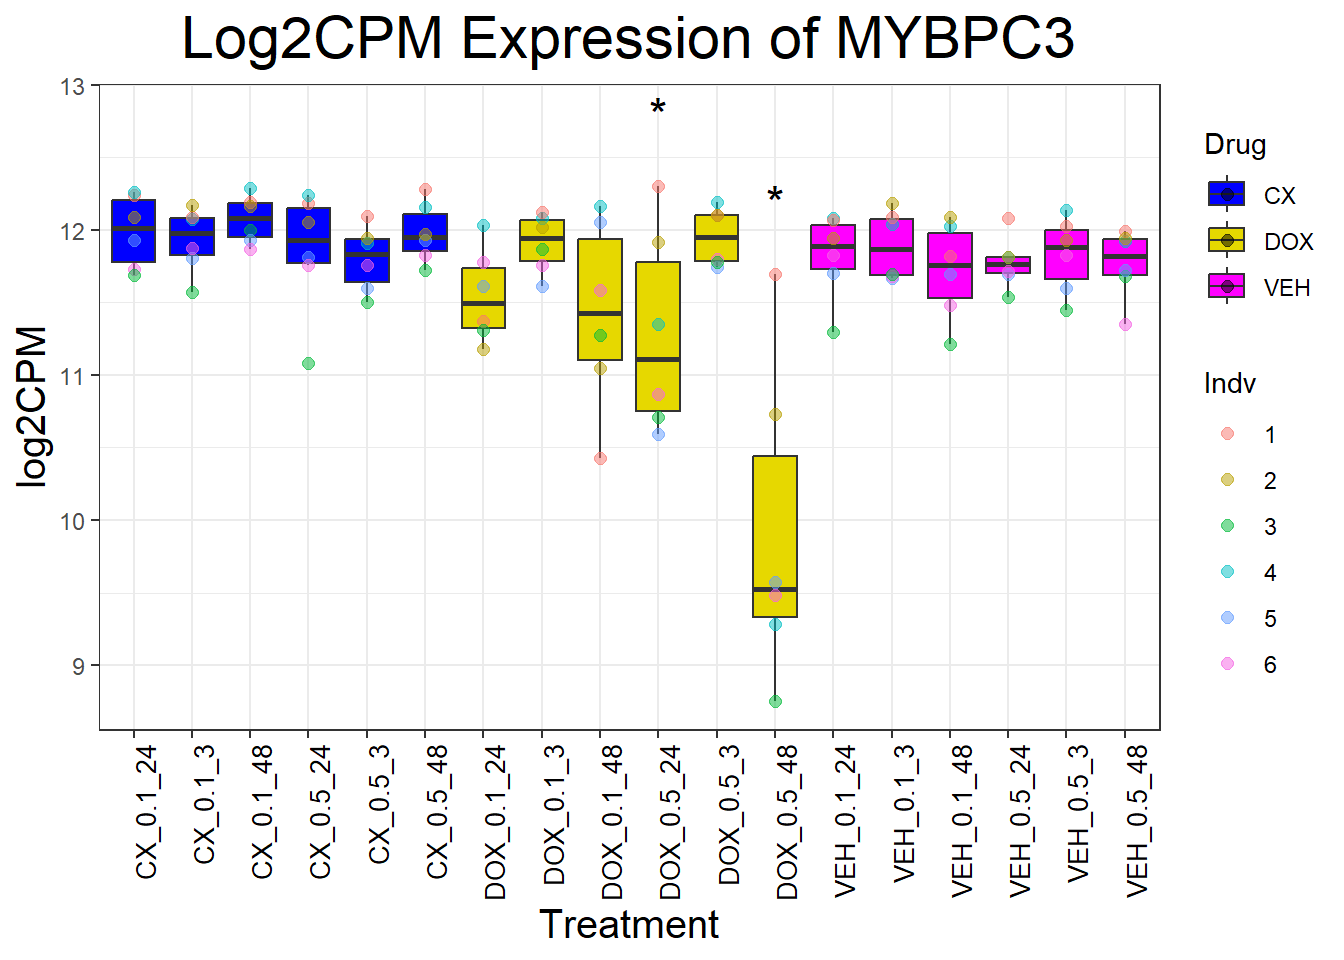 Log2CPM Expression of MYBPC3
13
12
11
10
9
log2CPM
*
*
CX_0.1_24
CX_0.1_3
CX_0.1_48
CX_0.5_24
CX_0.5_3
CX_0.5_48
DOX_0.1_24
DOX_0.1_3
DOX_0.1_48
DOX_0.5_24
DOX_0.5_3
DOX_0.5_48
VEH_0.1_24
VEH_0.1_3
VEH_0.1_48
VEH_0.5_24
VEH_0.5_3
VEH_0.5_48
Treatment
Drug
CX
DOX
VEH
Indv
1
2
3
4
5
6